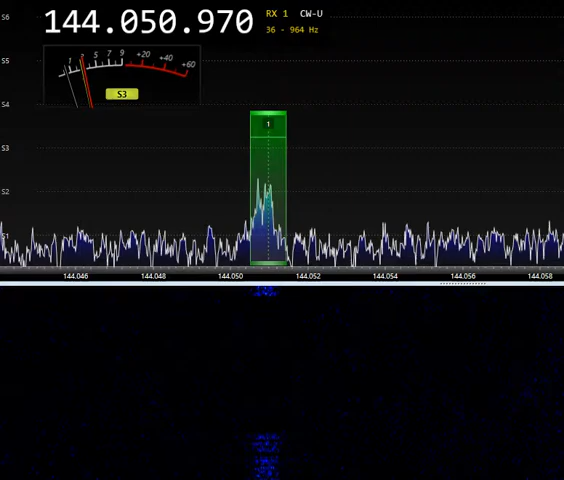 S6
144.050.970
RX 1 CW-U
36 - 964 Hz
S5
1 3 5 7 9 +20 +40 +60
S3
S4
1
S3
S2
S1
144.046 144.048 144.050 144.052 144.054 144.056 144.058